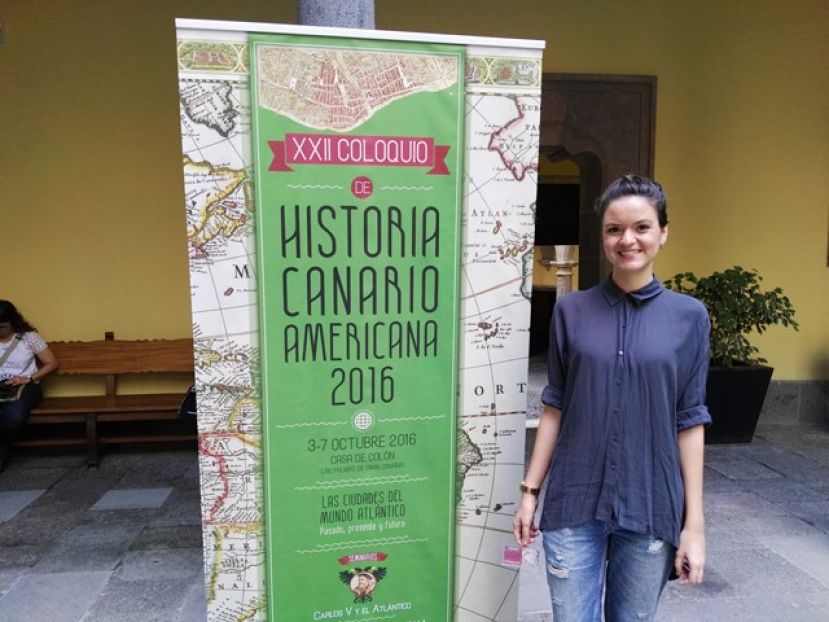 XXII COLOQUIO
DE
HISTORIA
CANARIO
AMERICANA
2016
3-7 OCTUBRE 2016
CASA DE COLÓN
LAS PALMAS DE GRAN CANARIA
LAS CIUDADES DEL
MUNDO ATLÁNTICO
Pasado, presente y futuro
SEMINARIOS
CARLOS V Y EL ATLÁNTICO